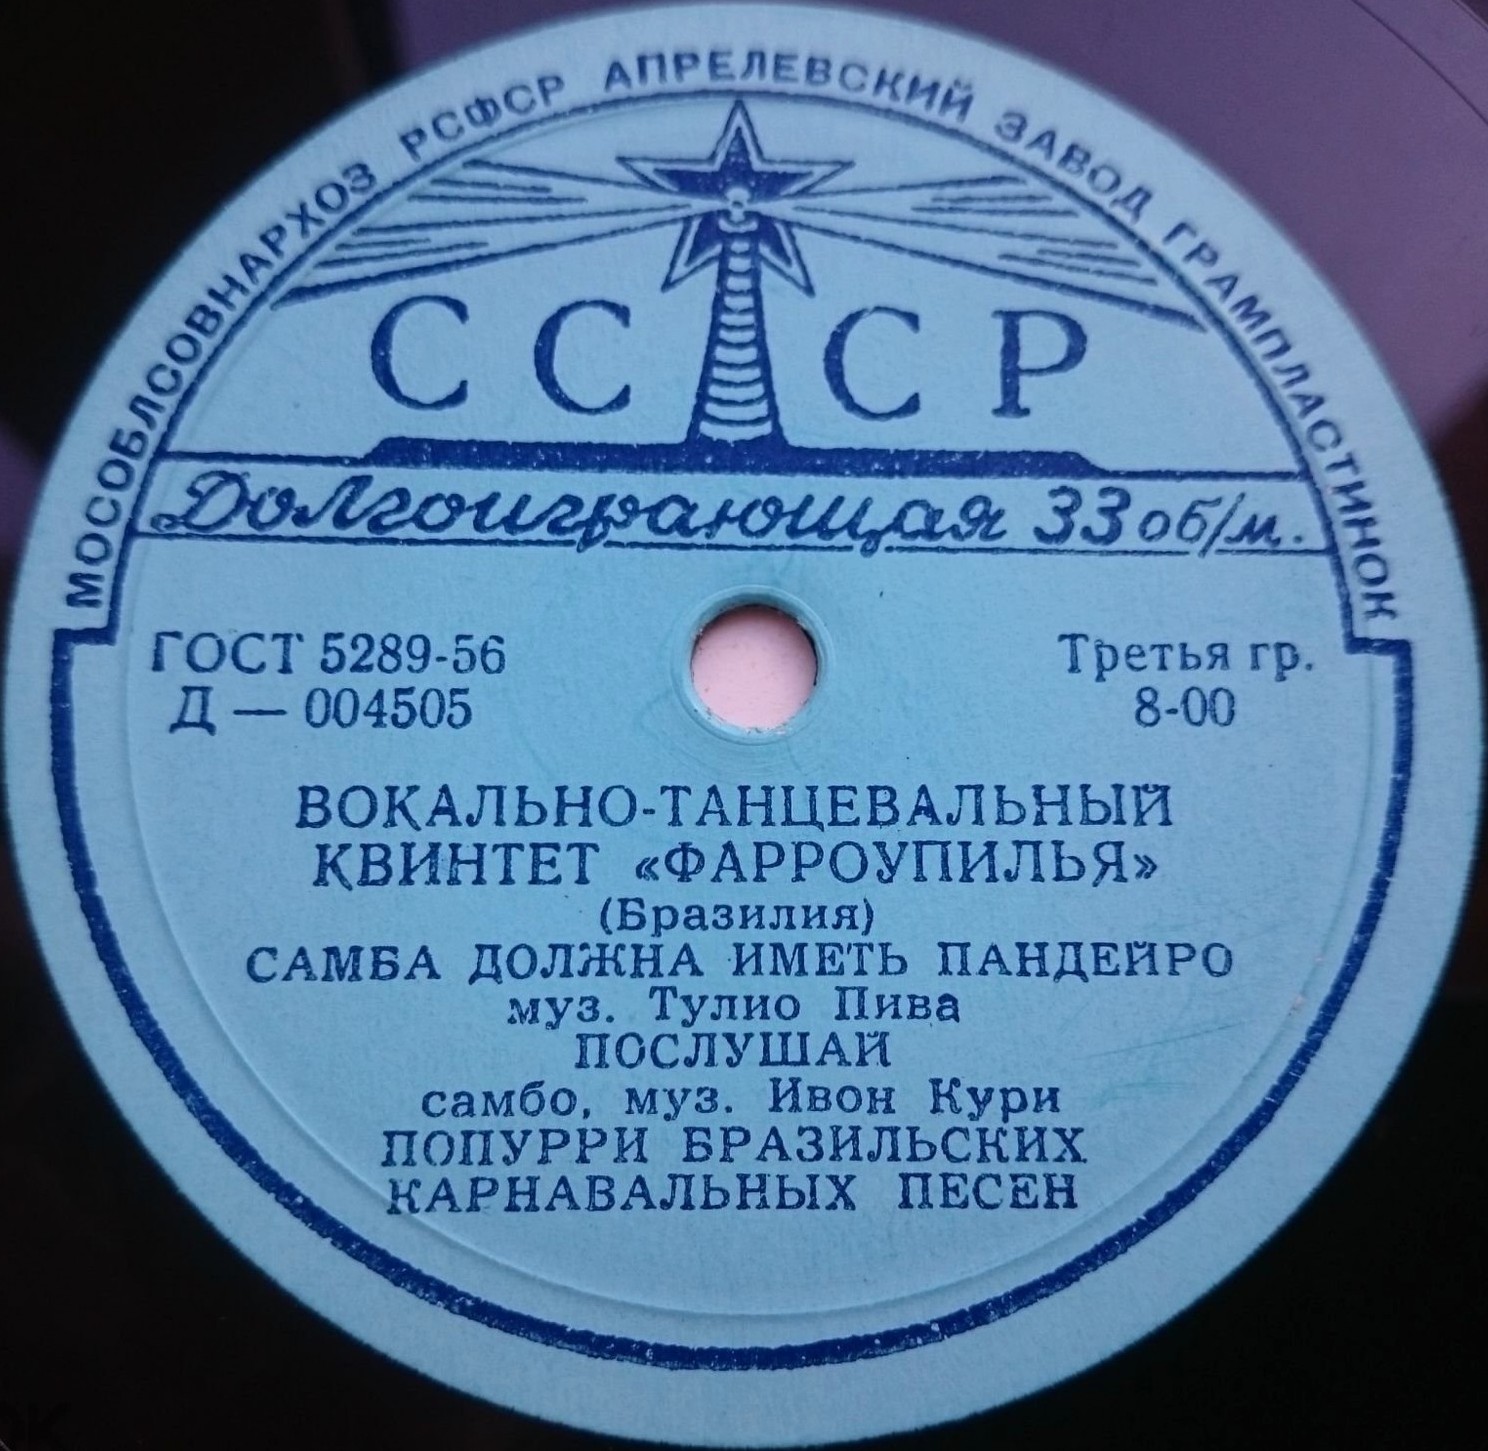 МОСОБЛСОВНАРХОЗ РСФСР АПРЕЛЕВСКИЙ ЗАВОД ГРАМПЛАСТИНОК
СССР
Долгоиграющая 33 об/м.
ГОСТ 5289-56
Д — 004505
Третья гр.
8-00
ВОКАЛЬНО-ТАНЦЕВАЛЬНЫЙ
КВИНТЕТ «ФАРРОУПИЛЬЯ»
(Бразилия)
САМБА ДОЛЖНА ИМЕТЬ ПАНДЕЙРО
муз. Тулио Пива
ПОСЛУШАЙ
самбо, муз. Ивон Кури
ПОПУРРИ БРАЗИЛЬСКИХ
КАРНАВАЛЬНЫХ ПЕСЕН